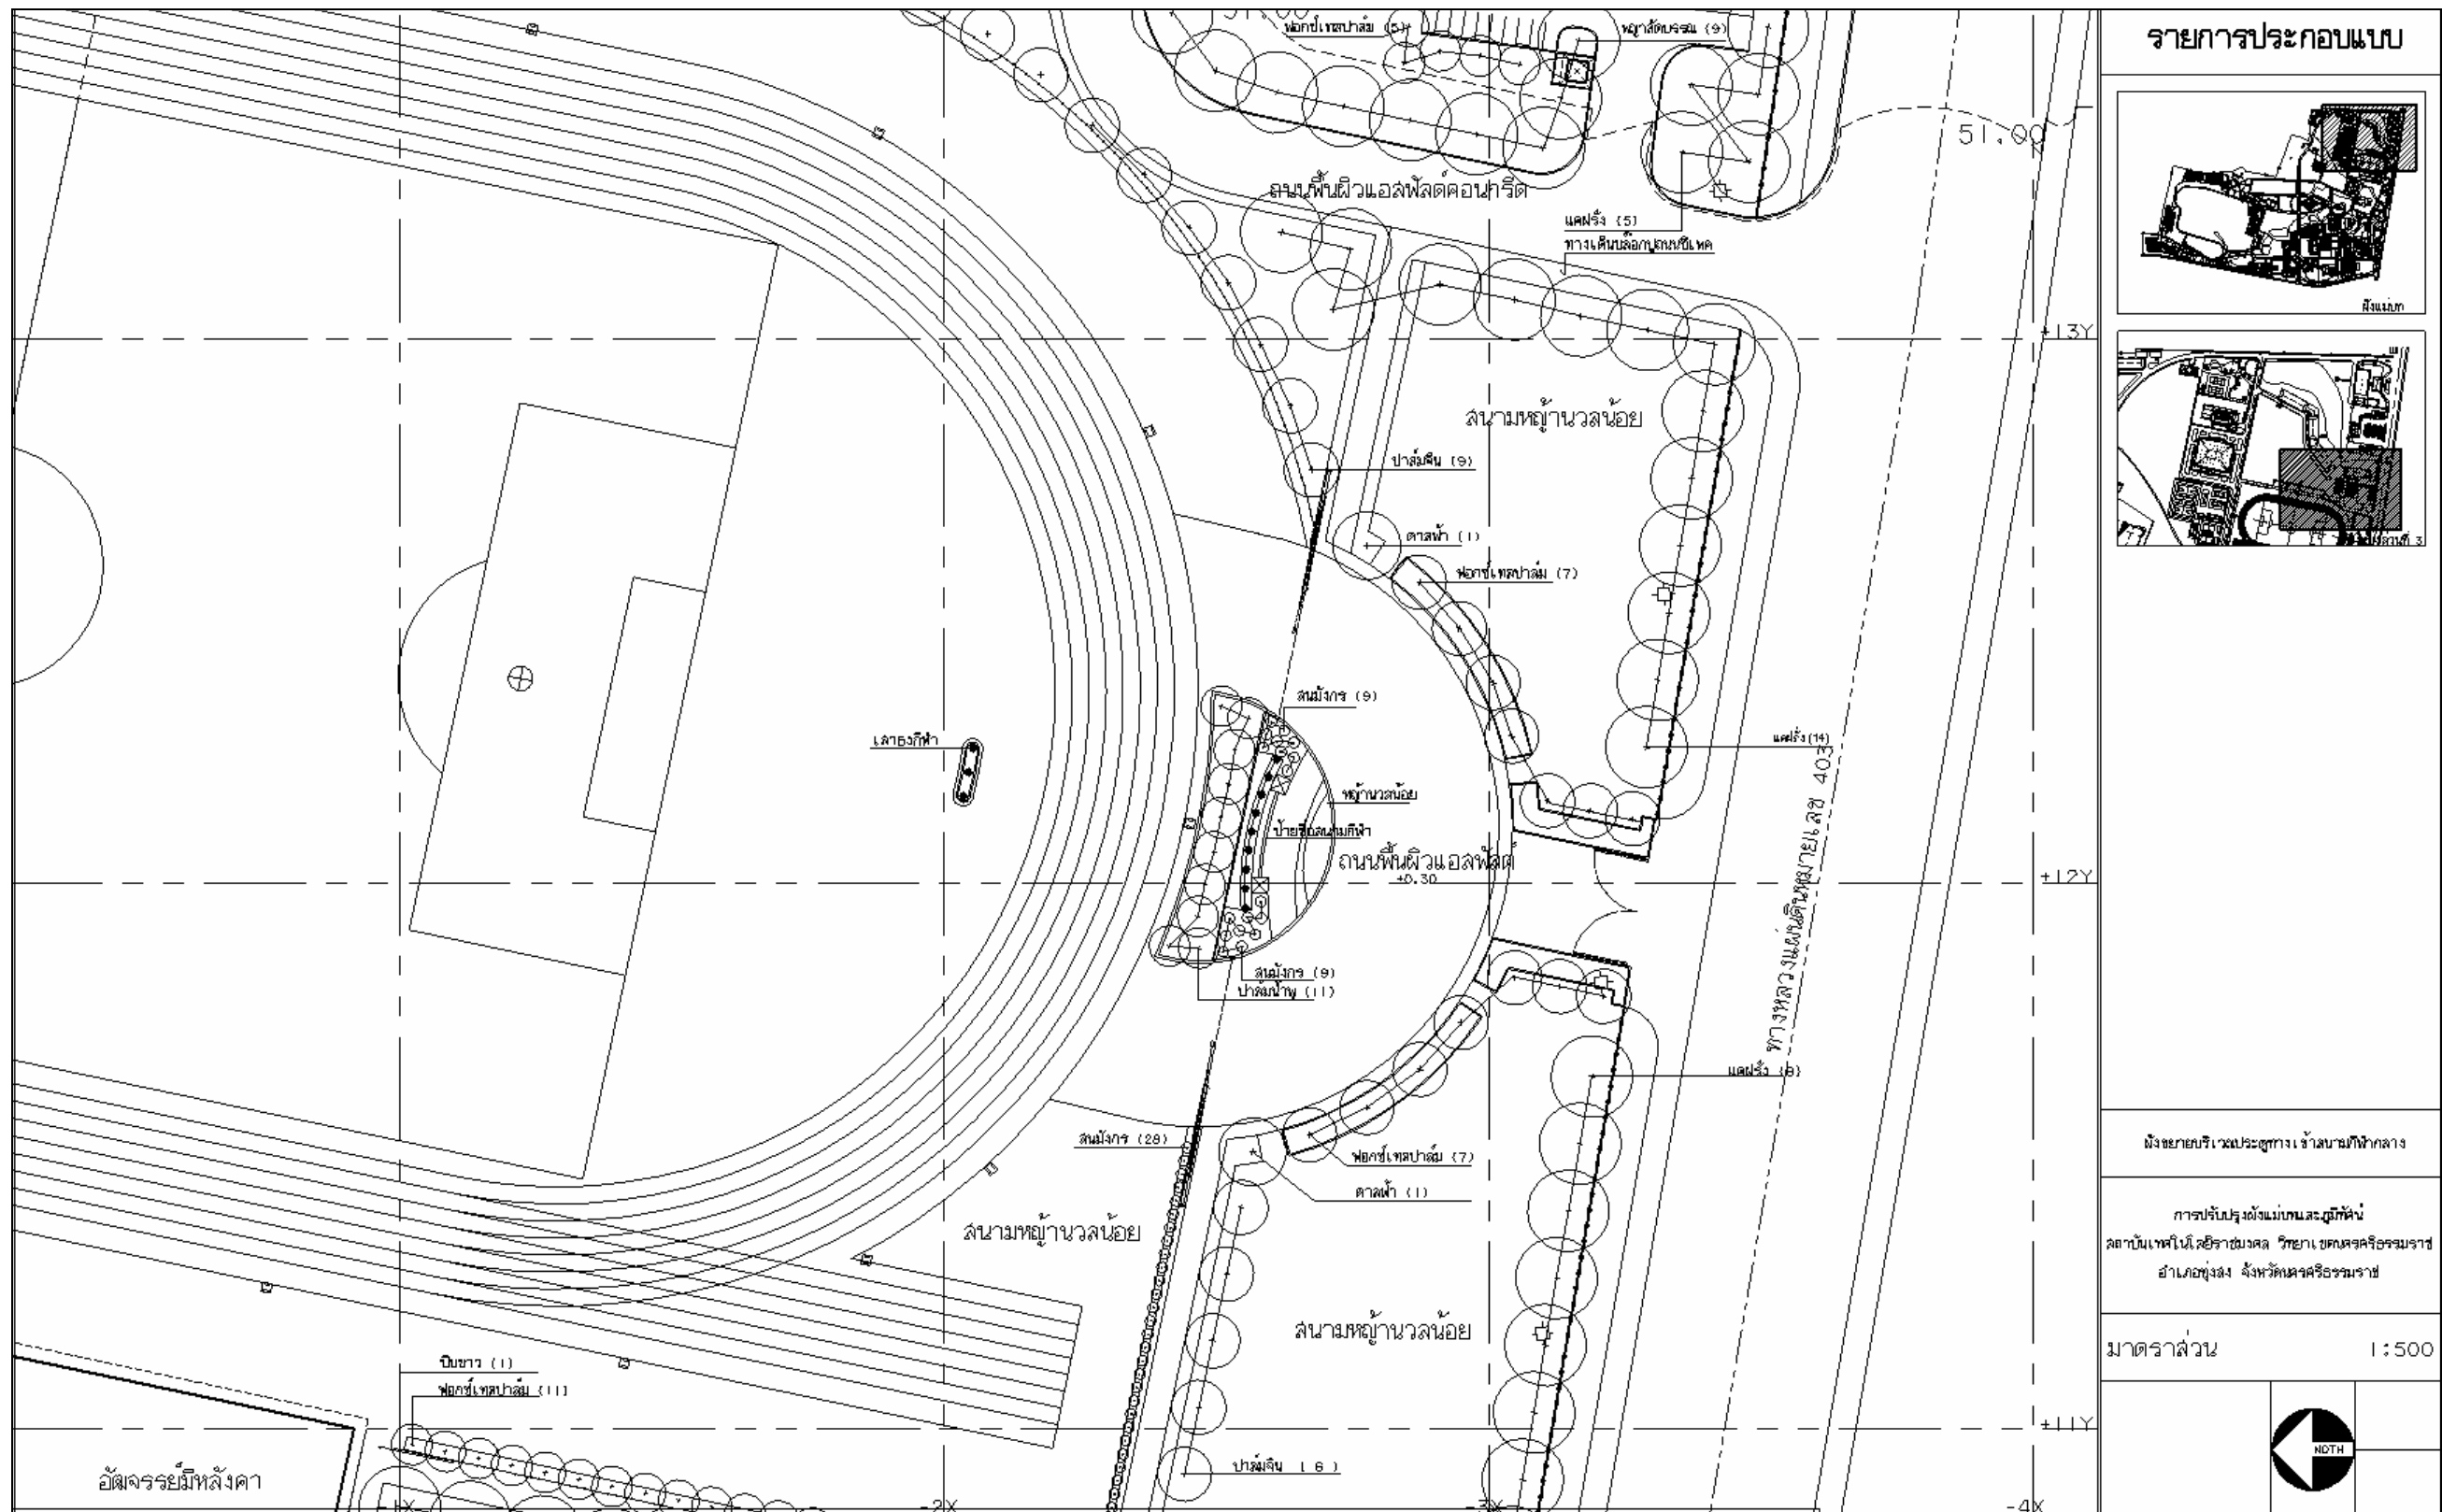 รายการประกอบแบบ
ฟอกซ์เทลปาล์ม (5)
พญาสัตบรรณ (9)
51.00
ผังแม่บท
ถนนพื้นผิวแอสฟัลต์คอนกรีต
แคฝรั่ง (5)
ทางเดินบล๊อกปูถนนซีแพค
+13Y
สนามหญ้านวลน้อย
ปาล์มจีน (9)
ตาลฟ้า (1)
ฟอกซ์เทลปาล์ม (7)
สนมังกร (9)
เสาธงกีฬา
แคฝรั่ง(14)
หญ้านวลน้อย
ป้ายชื่อสนามกีฬา
ถนนพื้นผิวแอสฟัลต์
+0.30
+12Y
ทางหลวงแผ่นดินหมายเลข 403
สนมังกร (9)
ปาล์มน้ำพุ (11)
แคฝรั่ง (8)
สนมังกร (28)
ฟอกซ์เทลปาล์ม (7)
ตาลฟ้า (1)
สนามหญ้านวลน้อย
สนามหญ้านวลน้อย
ปีบขาว (1)
ฟอกซ์เทลปาล์ม (11)
+11Y
ปาล์มจีน (6)
อัฒจรรย์มีหลังคา
-1X
-2X
-3X
-4X
ผังขยายบริเวณประตูทางเข้าสนามกีฬากลาง
การปรับปรุงผังแม่บทและภูมิทัศน์
สถาบันเทคโนโลยีราชมงคล วิทยาเขตนครศรีธรรมราช
อำเภอทุ่งสง จังหวัดนครศรีธรรมราช
มาตราส่วน 1:500
NOTH